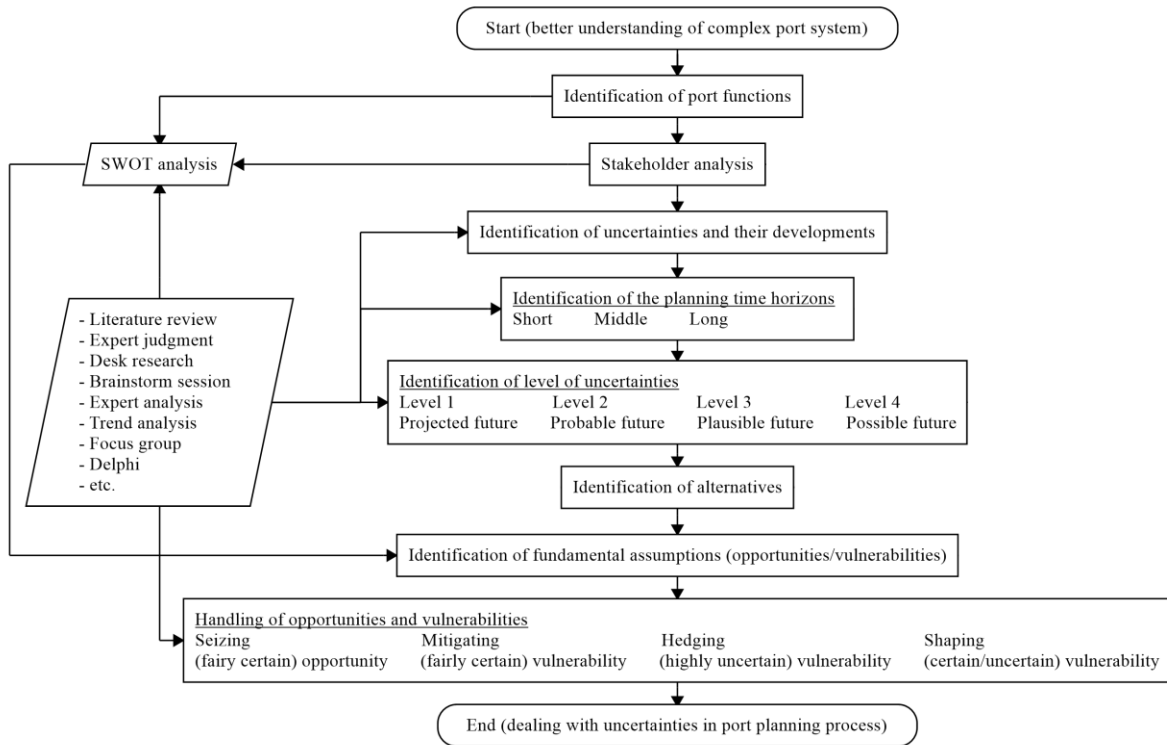 Start (better understanding of complex port system)
Identification of port functions
SWOT analysis
Stakeholder analysis
Identification of uncertainties and their developments
Identification of the planning time horizons
Short Middle Long
- Literature review
- Expert judgment
- Desk research
- Brainstorm session
- Expert analysis
- Trend analysis
- Focus group
- Delphi
- etc.
Identification of level of uncertainties
Level 1 Level 2 Level 3 Level 4
Projected future Probable future Plausible future Possible future
Identification of alternatives
Identification of fundamental assumptions (opportunities/vulnerabilities)
Handling of opportunities and vulnerabilities
Seizing Mitigating Hedging Shaping
(fairy certain) opportunity (fairly certain) vulnerability (highly uncertain) vulnerability (certain/uncertain) vulnerability
End (dealing with uncertainties in port planning process)